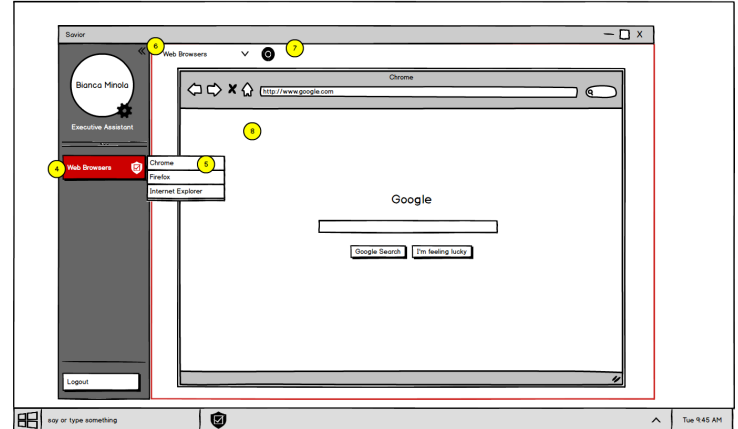 Savior
— X
6
Web Browsers
7
Bianca Minola
Executive Assistant
Chrome
http://www.google.com
8
4
Web Browsers
Chrome
5
Firefox
Internet Explorer
Google
Google Search
I'm feeling lucky
Logout
say or type something
Tue 9:45 AM